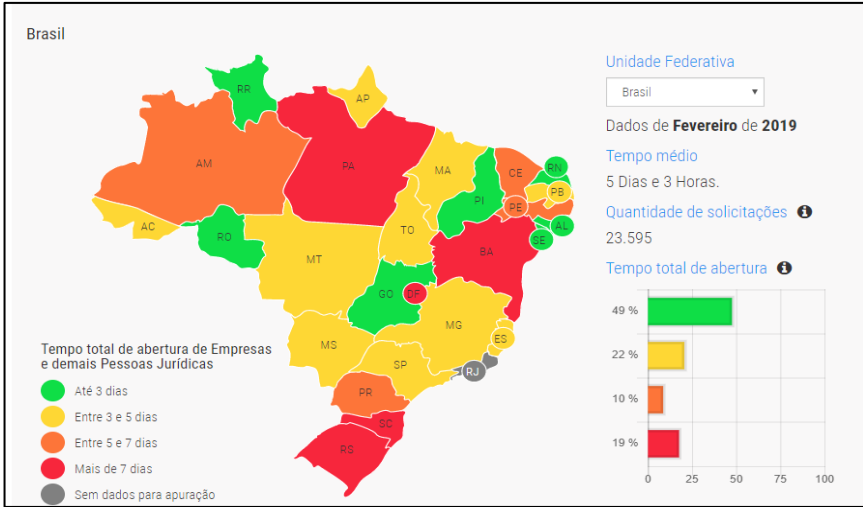 Brasil
RR
AP
AM
PA
MA
CE
RN
PB
PI
PE
AL
SE
AC
RO
TO
BA
MT
GO
DF
MG
ES
MS
SP
RJ
PR
SC
RS
Tempo total de abertura de Empresas
e demais Pessoas Jurídicas
Até 3 dias
Entre 3 e 5 dias
Entre 5 e 7 dias
Mais de 7 dias
Sem dados para apuração
Unidade Federativa
Brasil
Dados de Fevereiro de 2019
Tempo médio
5 Dias e 3 Horas.
Quantidade de solicitações
23.595
Tempo total de abertura
49 %
22 %
10 %
19 %
0 25 50 75 100